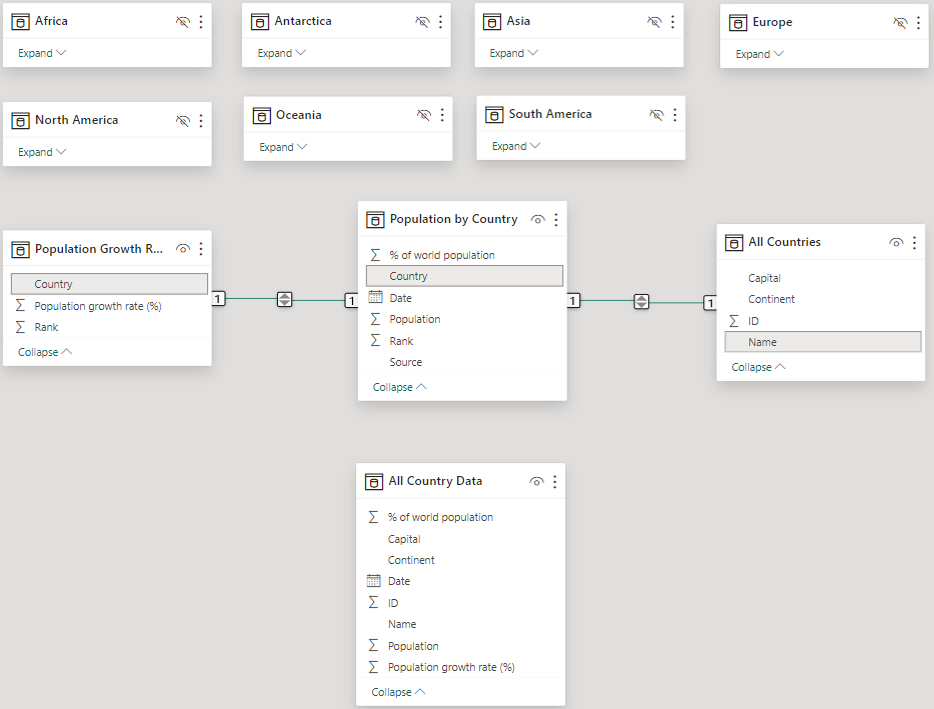 Africa
Expand
Antarctica
Expand
Asia
Expand
Europe
Expand
North America
Expand
Oceania
Expand
South America
Expand
Population Growth R...
Country
Population growth rate (%)
Rank
Collapse
1
1
Population by Country
% of world population
Country
Date
Population
Rank
Source
Collapse
1
1
All Countries
Capital
Continent
ID
Name
Collapse
All Country Data
% of world population
Capital
Continent
Date
ID
Name
Population
Population growth rate (%)
Collapse